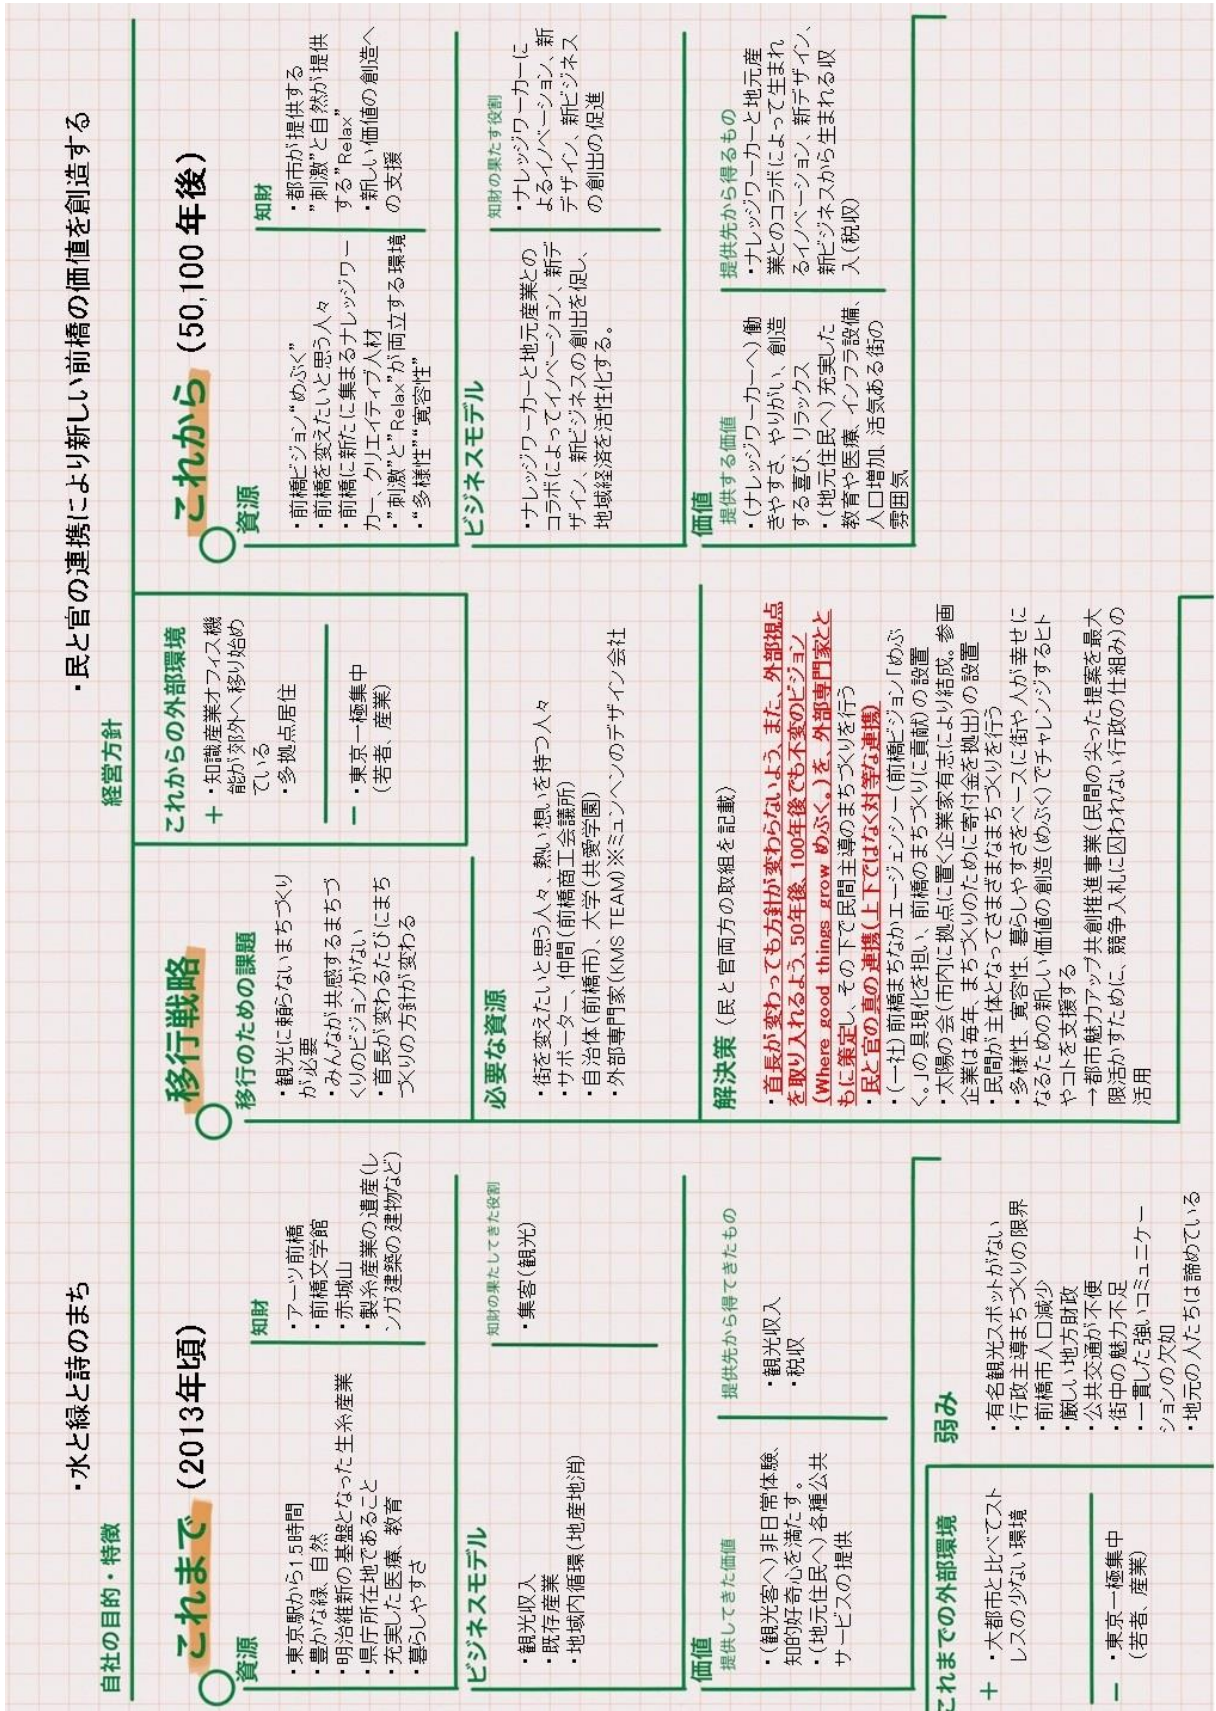 自社の目的・特徴
・水と緑と詩のまち
経営方針
・民と官の連携により新しい前橋の価値を創造する
これまで（2013年頃）
資源
・東京駅から1.5時間
・豊かな緑、自然
・明治維新の基盤となった生糸産業
・県庁所在地であること
・充実した医療、教育
・暮らしやすさ
知財
・アーツ前橋
・前橋文学館
・赤城山
・製糸産業の遺産（レ
ンガ建築の建物など）
ビジネスモデル
・観光収入
・既存産業
・地域内循環（地産地消）
知財の果たしてきた役割
・集客（観光）
価値
提供してきた価値
・（観光客へ）非日常体験、
知的好奇心を満たす。
・（地元住民へ）各種公共
サービスの提供
提供先から得てきたもの
・観光収入
・税収
これまでの外部環境
＋ ・大都市と比べてスト
レスの少ない環境
− ・東京一極集中
（若者、産業）
弱み
・有名観光スポットがない
・行政主導まちづくりの限界
・前橋市人口減少
・厳しい地方財政
・公共交通が不便
・街中の魅力不足
・一貫した強いコミュニケー
ションの欠如
・地元の人たちは諦めている
移行戦略
移行のための課題
・観光に頼らないまちづくり
が必要
・みんなが共感するまちづ
くりのビジョンがない
・首長が変わるたびにまち
づくりの方針が変わる
これからの外部環境
＋ ・知識産業オフィス機
能が郊外へ移り始め
ている
・多拠点居住
− ・東京一極集中
（若者、産業）
必要な資源
・街を変えたいと思う人々、熱い想いを持つ人々
・サポーター、仲間（前橋商工会議所）
・自治体（前橋市）、大学（共愛学園）
・外部専門家（KMS TEAM）※ミュンヘンのデザイン会社
解決策（民と官両方の取組を記載）
・首長が変わっても方針が変わらないよう、また、外部視点
を取り入れるよう、50年後、100年後でも不変のビジョン
（Where good things grow めぶく。）を、外部専門家とと
もに策定し、その下で民間主導のまちづくりを行う
・民と官の真の連携（上下ではなく対等な連携）
・（一社）前橋まちなかエージェンシー（前橋ビジョン「めぶ
く。」の具現化を担い、前橋のまちづくりに貢献）の設置
・太陽の会（市内に拠点に置く企業家有志により結成。参画
企業は毎年、まちづくりのために寄付金を拠出）の設置
・民間が主体となってさまざまなまちづくりを行う
・多様性、寛容性、暮らしやすさをベースに街や人が幸せに
なるための新しい価値の創造（めぶく）でチャレンジするヒト
やコトを支援する
→都市魅力アップ共創推進事業（民間の尖った提案を最大
限活かすために、競争入札に囚われない行政の仕組み）の
活用
これから（50,100年後）
資源
・前橋ビジョン“めぶく”
・前橋を変えたいと思う人々
・前橋に新たに集まるナレッジワー
カー、クリエイティブ人材
・”刺激”と”Relax”が両立する環境
・“多様性”“寛容性”
知財
・都市が提供する
”刺激”と自然が提供
する”Relax”
・新しい価値の創造へ
の支援
ビジネスモデル
・ナレッジワーカーと地元産業との
コラボによってイノベーション、新デ
ザイン、新ビジネスの創出を促し、
地域経済を活性化する。
知財の果たす役割
・ナレッジワーカーに
よるイノベーション、新
デザイン、新ビジネス
の創出の促進
価値
提供する価値
・（ナレッジワーカーへ）働
きやすさ、やりがい、創造
する喜び、リラックス
・（地元住民へ）充実した
教育や医療、インフラ設備、
人口増加、活気ある街の
雰囲気
提供先から得るもの
・ナレッジワーカーと地元産
業とのコラボによって生まれ
るイノベーション、新デザイン、
新ビジネスから生まれる収
入（税収）